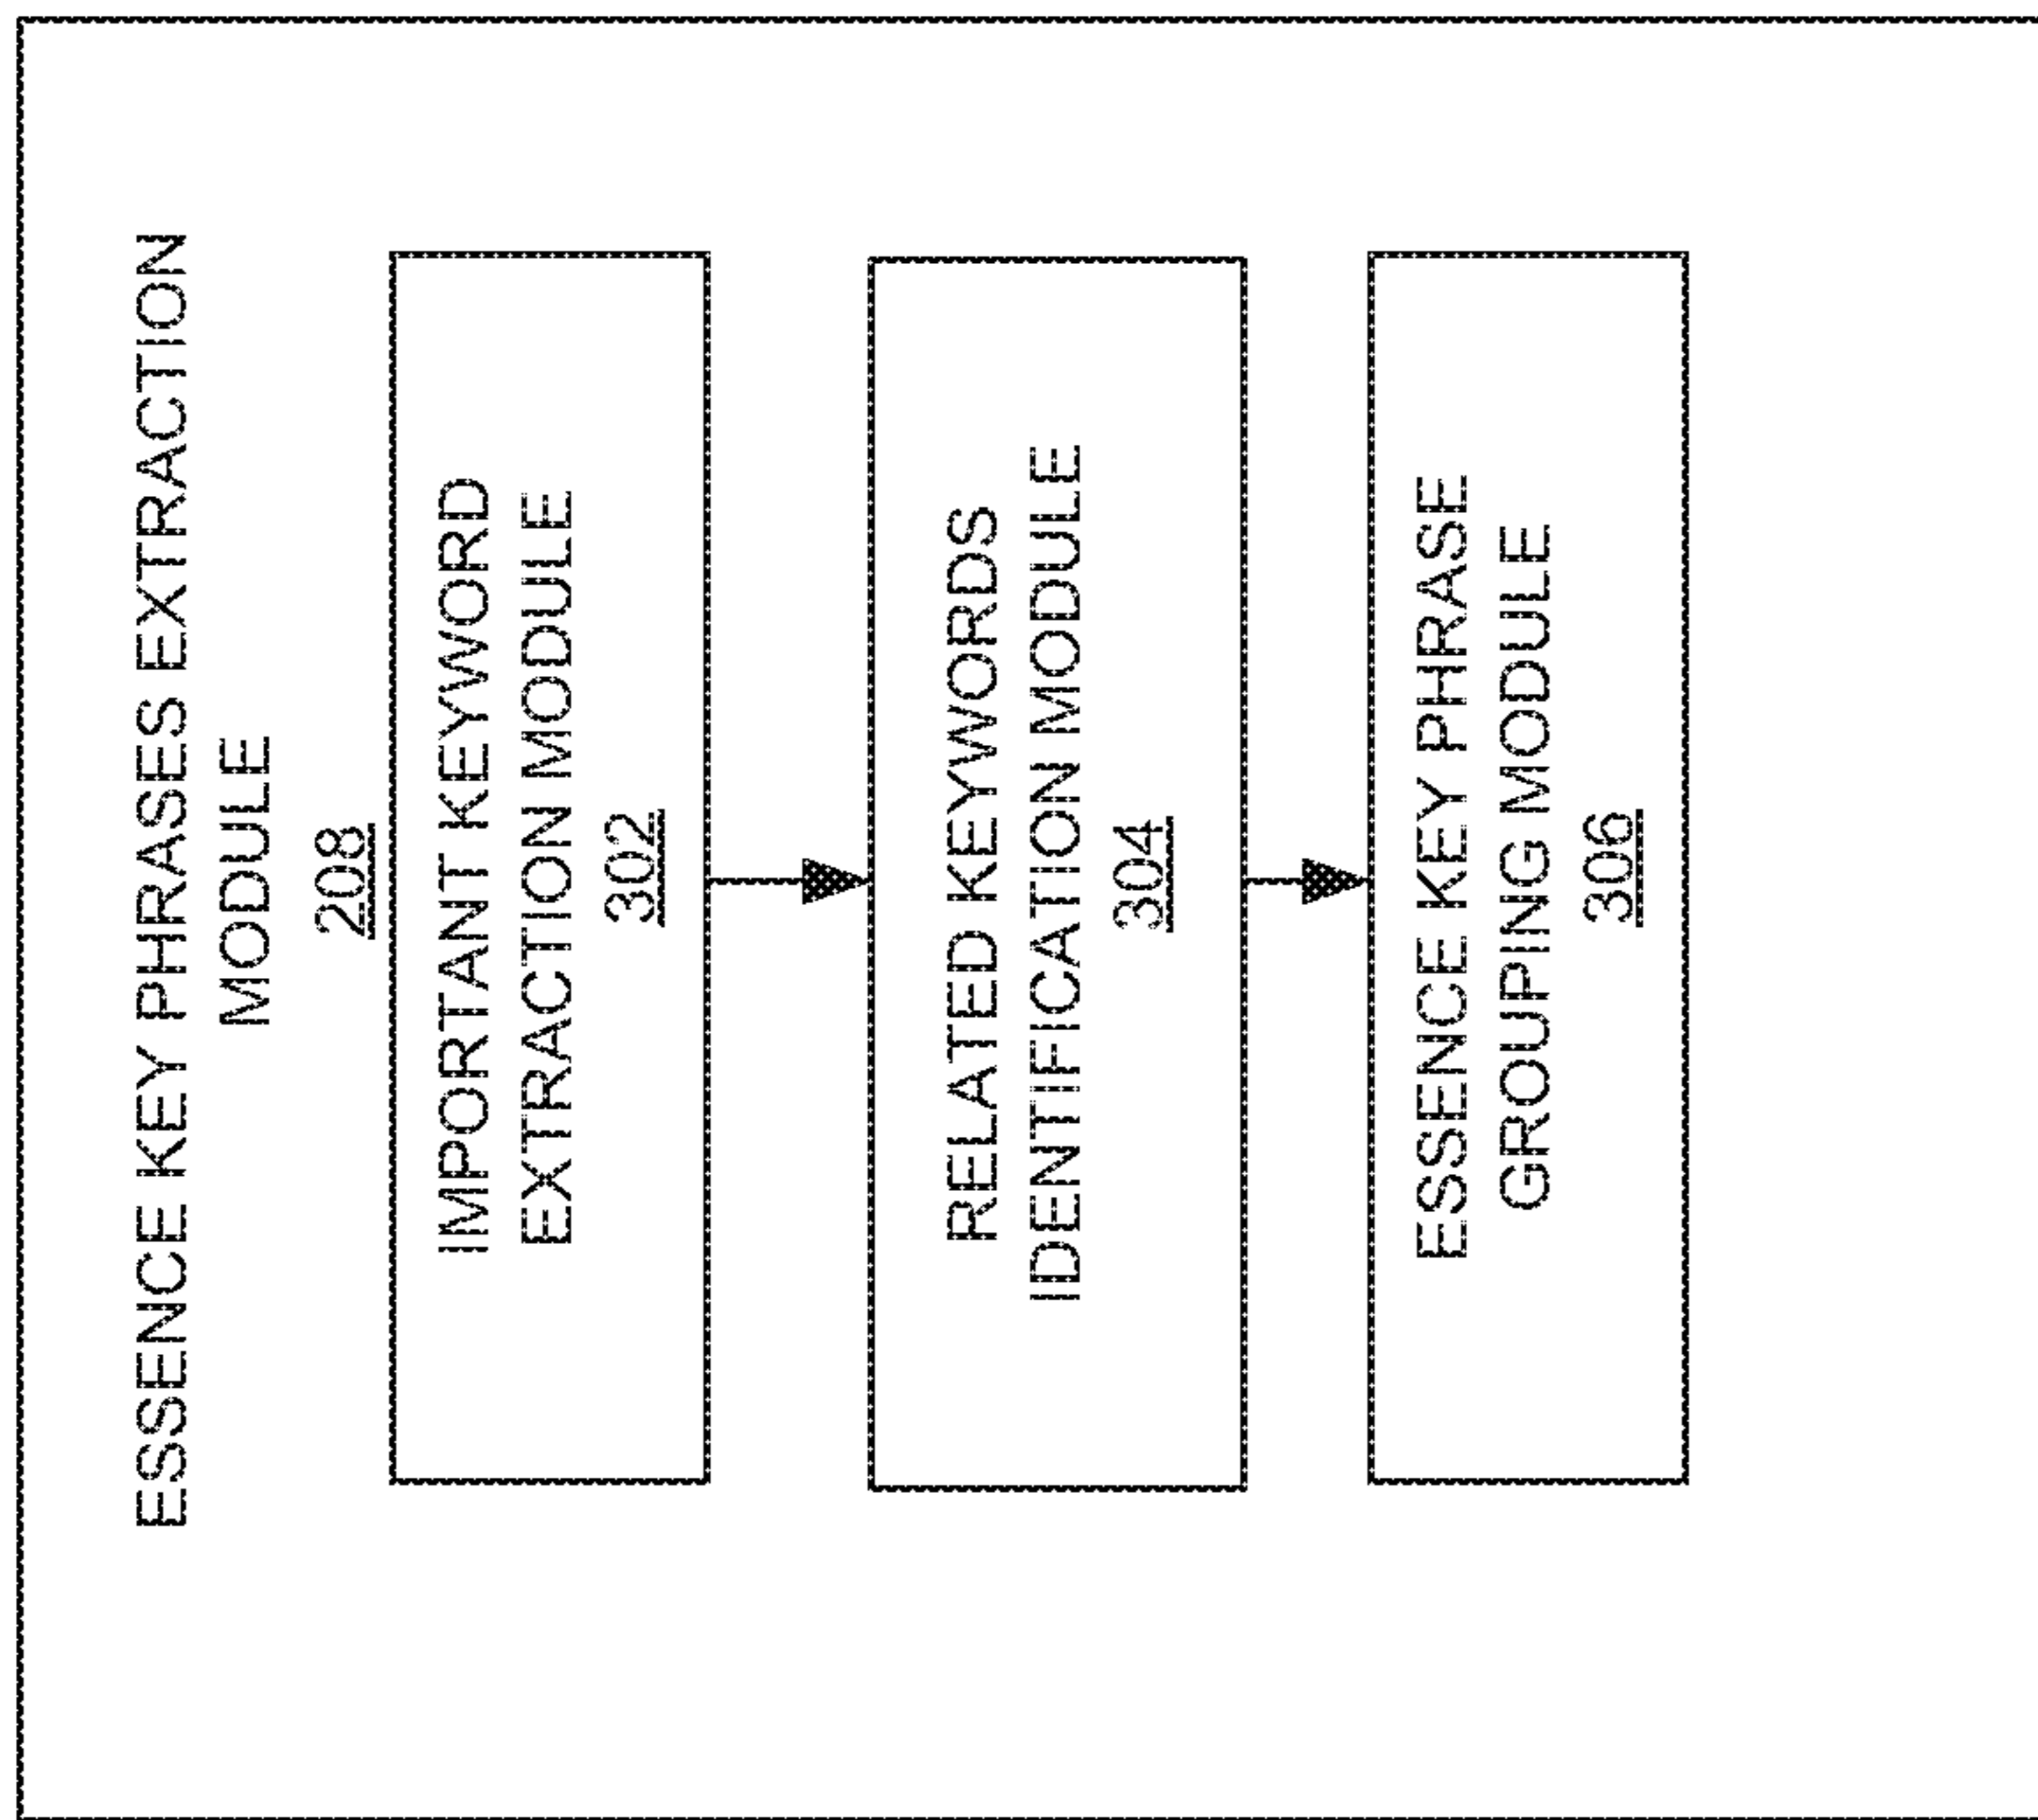 ESSENCE KEY PHRASES EXTRACTION
MODULE
208
IMPORTANT KEYWORD
EXTRACTION MODULE
302
RELATED KEYWORDS
IDENTIFICATION MODULE
304
ESSENCE KEY PHRASE
GROUPING MODULE
306